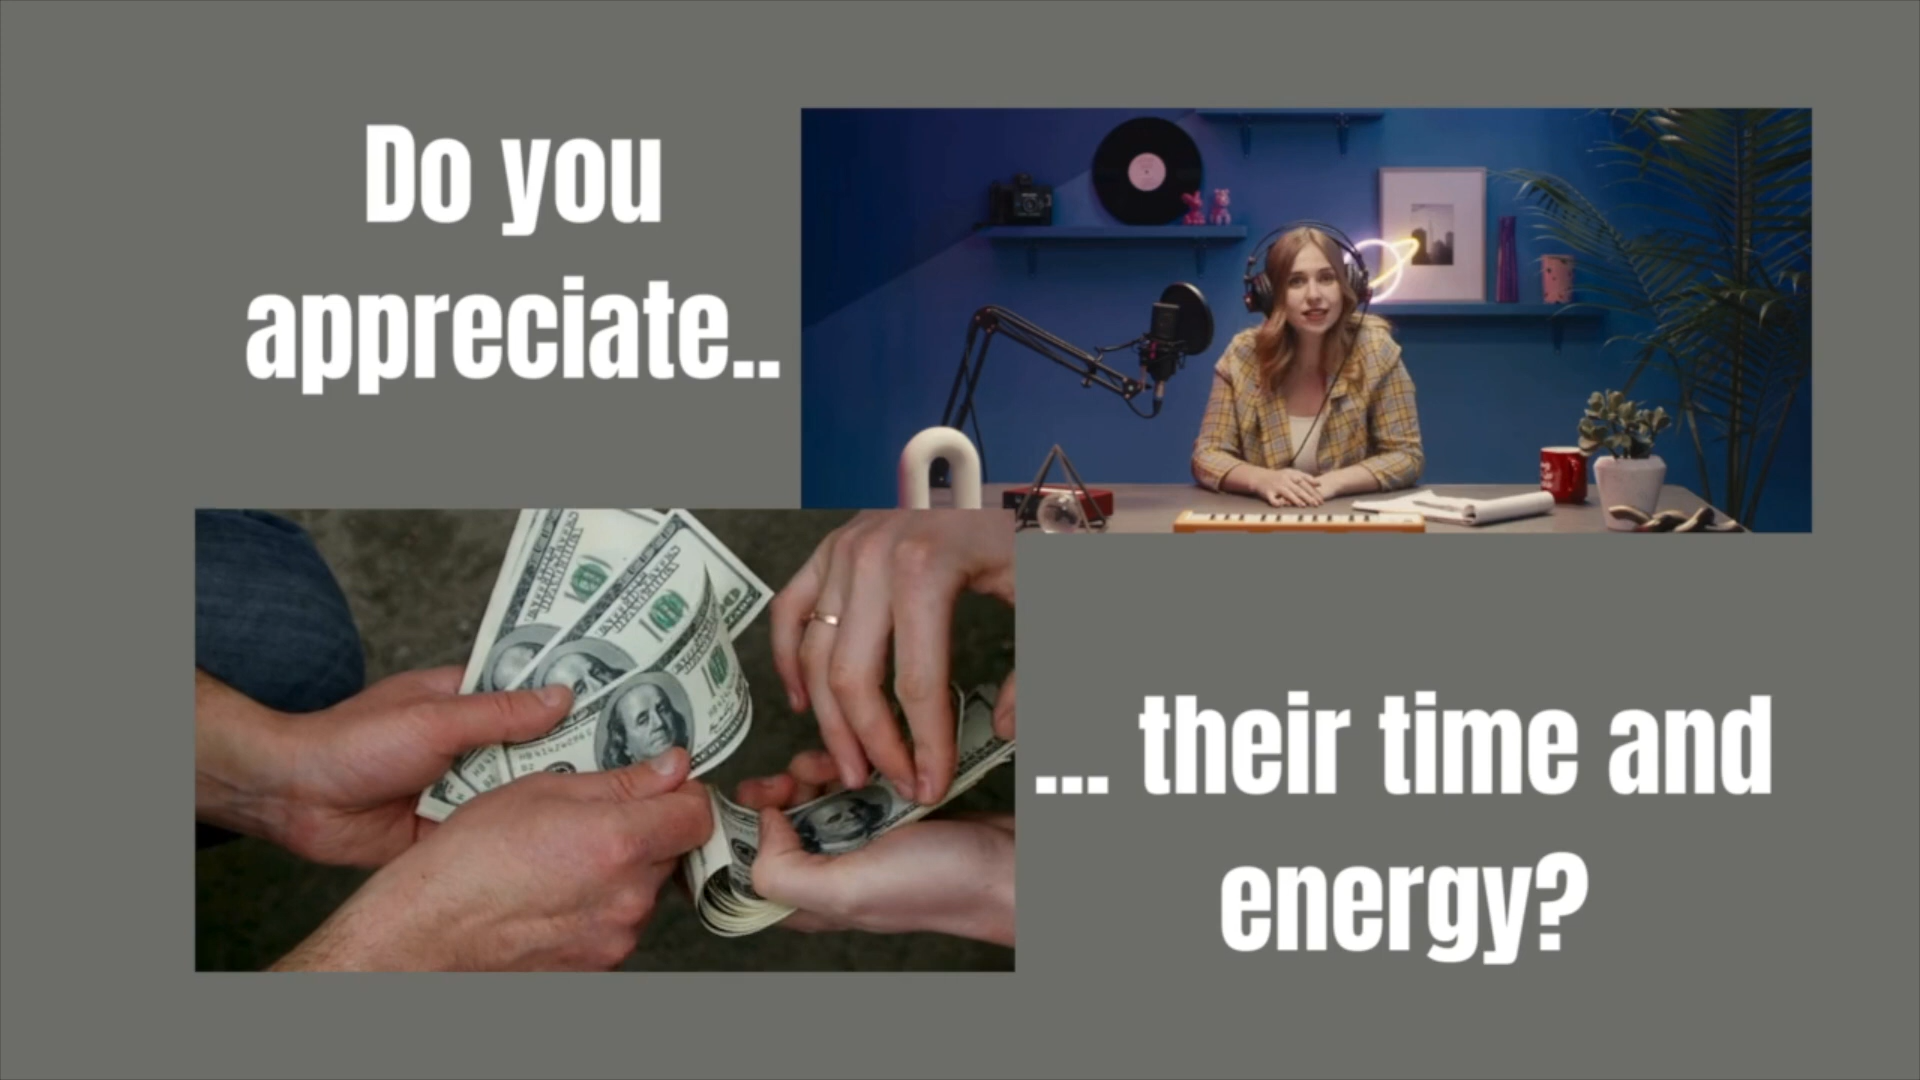 Do you
appreciate..
... their time and
energy?